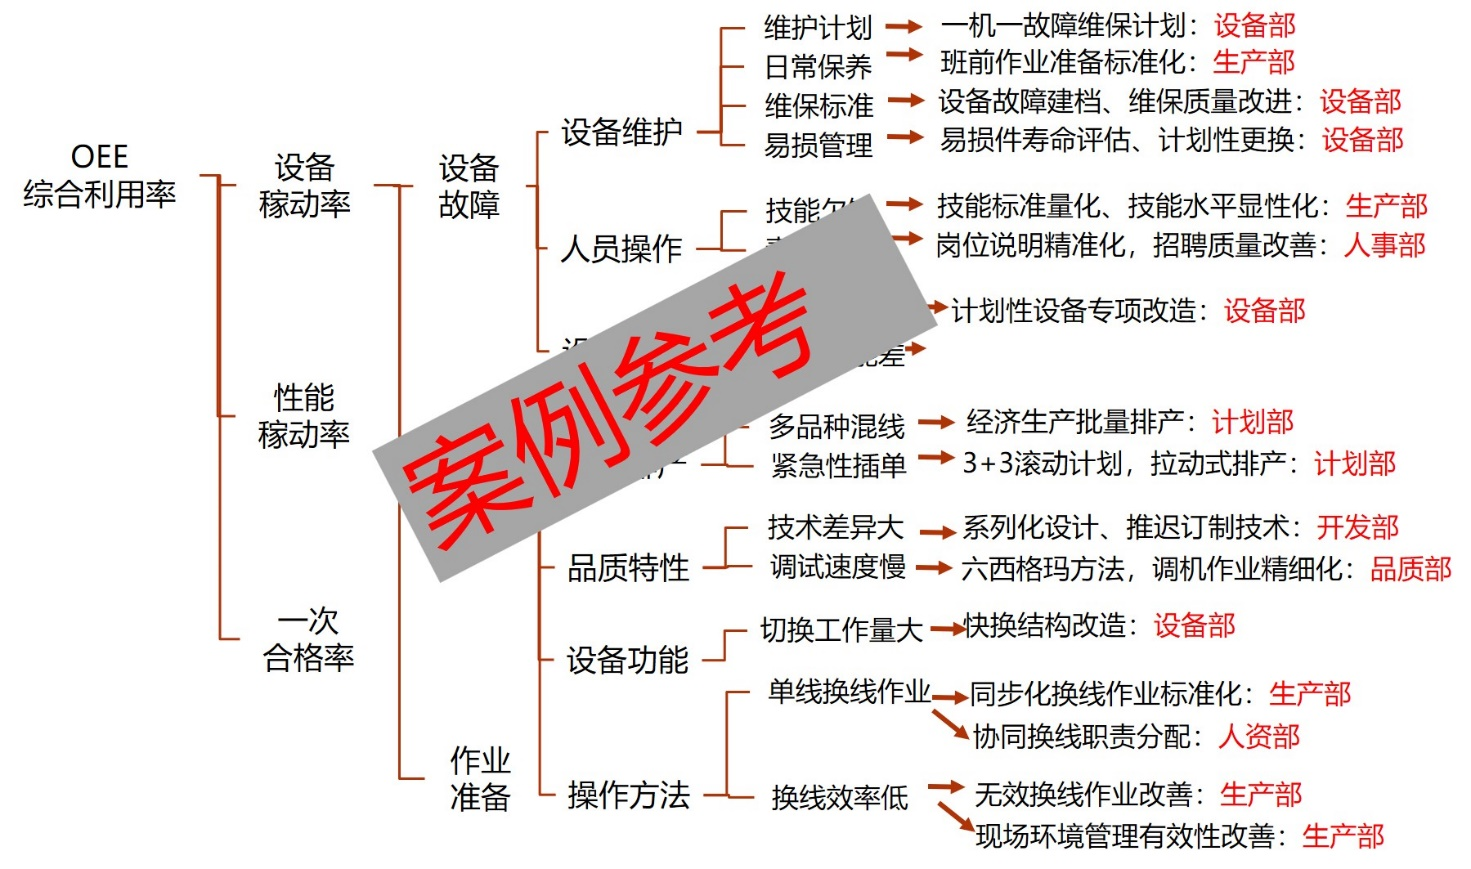 OEE
综合利用率
设备
稼动率
性能
稼动率
一次
合格率
设备
故障
作业
准备
设备维护
人员操作
品质特性
设备功能
操作方法
维护计划
一机一故障维保计划：设备部
日常保养
班前作业准备标准化：生产部
维保标准
设备故障建档、维保质量改进：设备部
易损管理
易损件寿命评估、计划性更换：设备部
技能
技能标准量化、技能水平显性化：生产部
岗位说明精准化，招聘质量改善：人事部
计划性设备专项改造：设备部
差
多品种混线
经济生产批量排产：计划部
紧急性插单
3+3滚动计划，拉动式排产：计划部
技术差异大
系列化设计、推迟订制技术：开发部
调试速度慢
六西格玛方法，调机作业精细化：品质部
切换工作量大
快换结构改造：设备部
单线换线作业
同步化换线作业标准化：生产部
协同换线职责分配：人资部
换线效率低
无效换线作业改善：生产部
现场环境管理有效性改善：生产部
案例参考